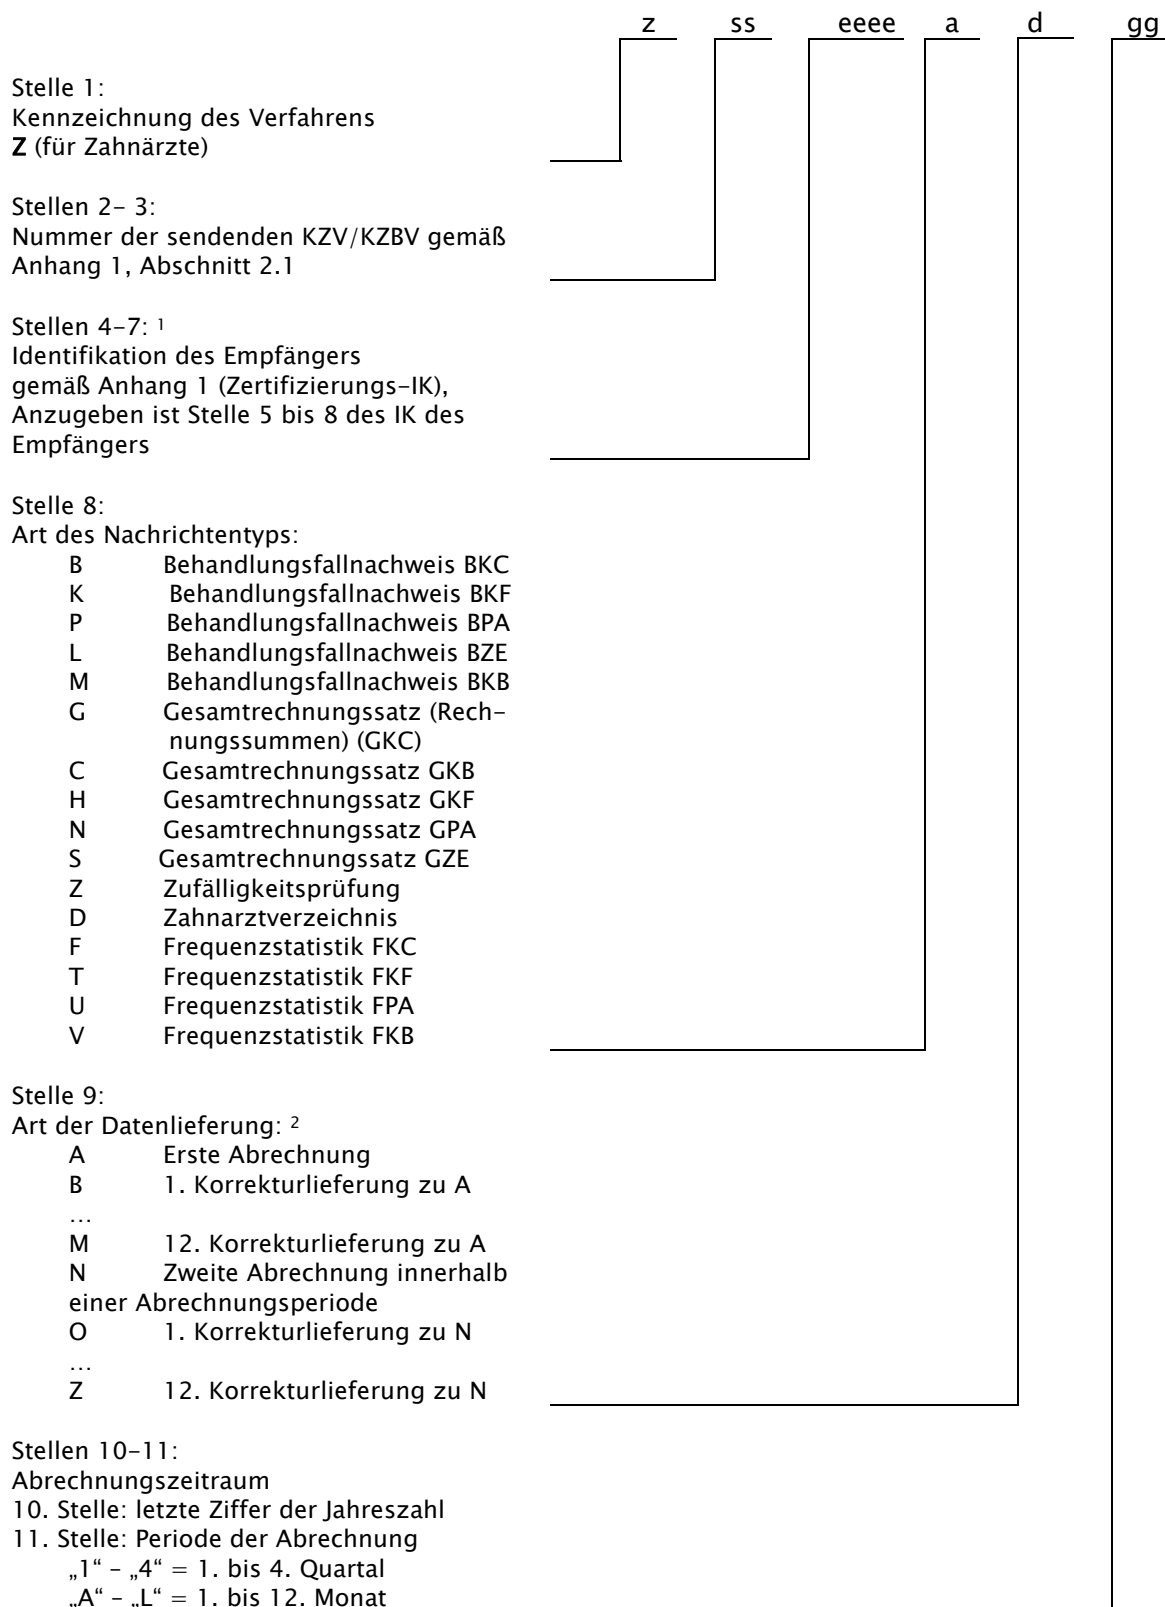 z ss eeee a d gg
Stelle 1:
Kennzeichnung des Verfahrens
Z (für Zahnärzte)
Stellen 2- 3:
Nummer der sendenden KZV/KZBV gemäß
Anhang 1, Abschnitt 2.1
Stellen 4-7: 1
Identifikation des Empfängers
gemäß Anhang 1 (Zertifizierungs-IK),
Anzugeben ist Stelle 5 bis 8 des IK des
Empfängers
Stelle 8:
Art des Nachrichtentyps:
B Behandlungsfallnachweis BKC
K Behandlungsfallnachweis BKF
P Behandlungsfallnachweis BPA
L Behandlungsfallnachweis BZE
M Behandlungsfallnachweis BKB
G Gesamtrechnungssatz (Rech-
nungssummen) (GKC)
C Gesamtrechnungssatz GKB
H Gesamtrechnungssatz GKF
N Gesamtrechnungssatz GPA
S Gesamtrechnungssatz GZE
Z Zufälligkeitsprüfung
D Zahnarztverzeichnis
F Frequenzstatistik FKC
T Frequenzstatistik FKF
U Frequenzstatistik FPA
V Frequenzstatistik FKB
Stelle 9:
Art der Datenlieferung: 2
A Erste Abrechnung
B 1. Korrekturlieferung zu A
…
M 12. Korrekturlieferung zu A
N Zweite Abrechnung innerhalb
einer Abrechnungsperiode
O 1. Korrekturlieferung zu N
…
Z 12. Korrekturlieferung zu N
Stellen 10-11:
Abrechnungszeitraum
10. Stelle: letzte Ziffer der Jahreszahl
11. Stelle: Periode der Abrechnung
„1“ – „4“ = 1. bis 4. Quartal
„A“ – „L“ = 1. bis 12. Monat